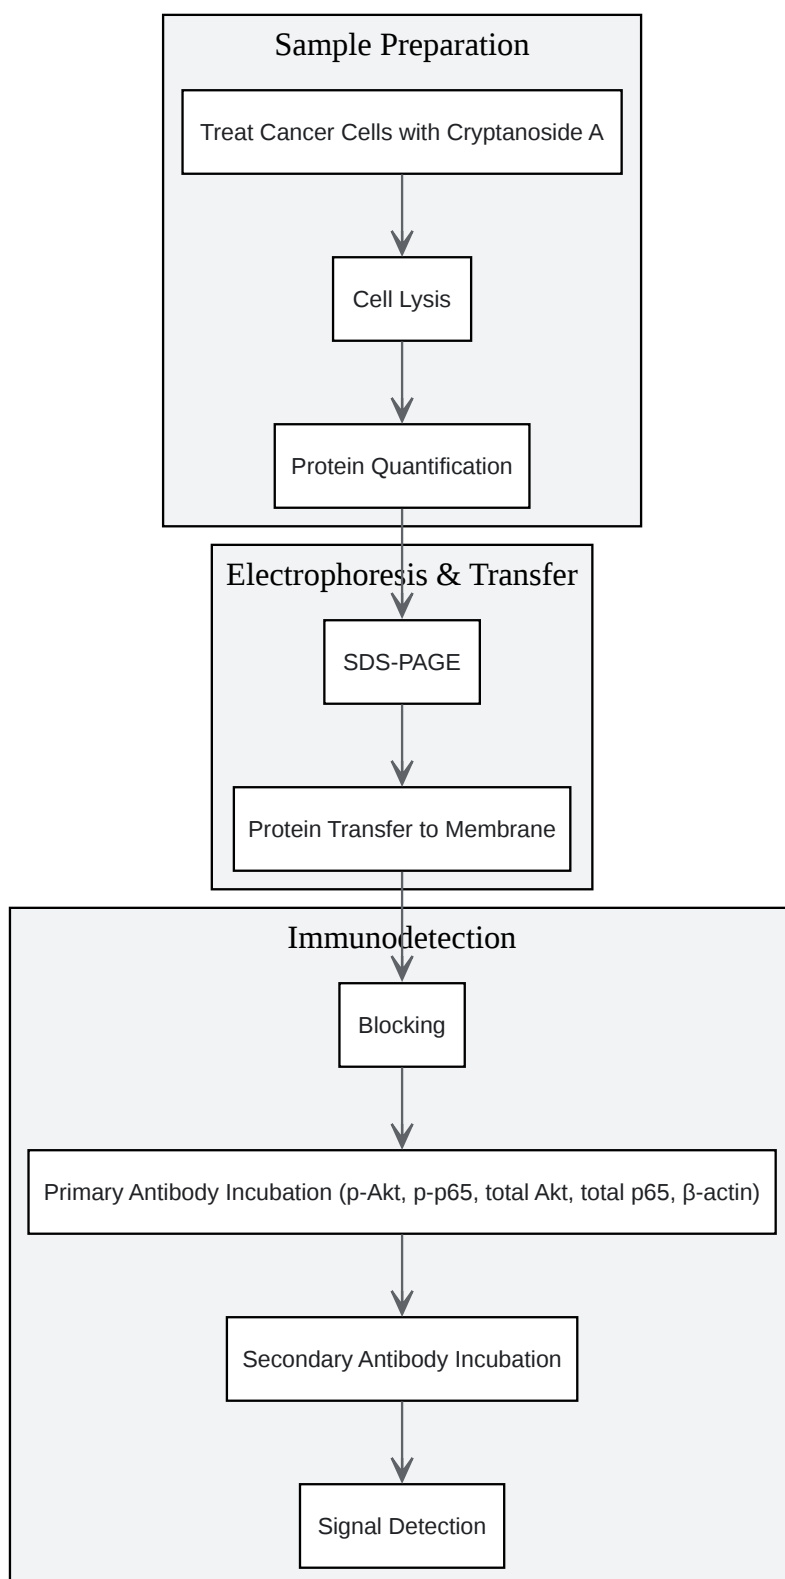 Sample Preparation
Treat Cancer Cells with Cryptanoside A
Cell Lysis
Protein Quantification
Electrophoresis & Transfer
SDS-PAGE
Protein Transfer to Membrane
Immunodetection
Blocking
Primary Antibody Incubation (p-Akt, p-p65, total Akt, total p65, β-actin)
Secondary Antibody Incubation
Signal Detection